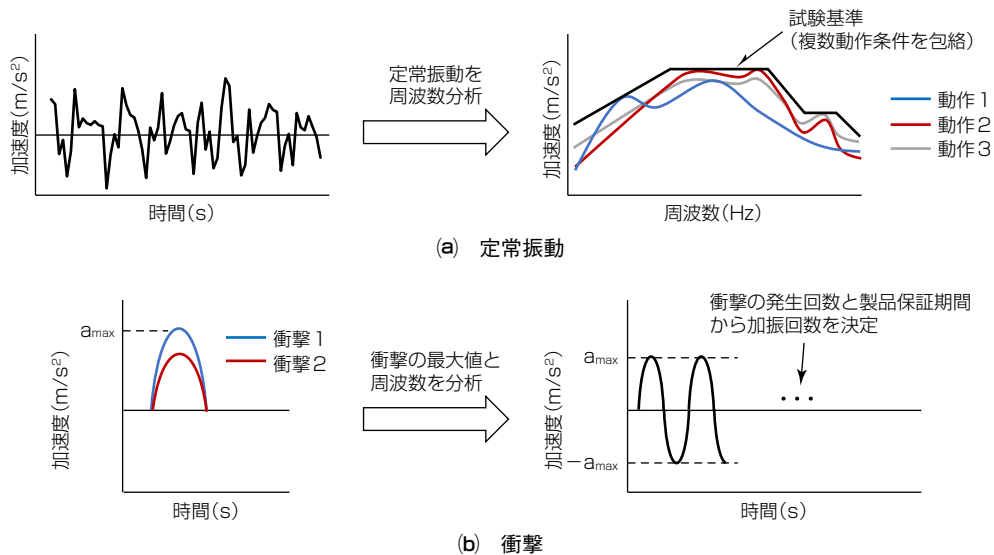 加速度(m/s²)
時間(s)
定常振動を
周波数分析
加速度(m/s²)
周波数(Hz)
試験基準
(複数動作条件を包絡)
動作1
動作2
動作3
(a) 定常振動
加速度(m/s²)
amax
時間(s)
衝撃1
衝撃2
衝撃の最大値と
周波数を分析
加速度(m/s²)
amax
−amax
時間(s)
衝撃の発生回数と製品保証期間
から加振回数を決定
(b) 衝撃